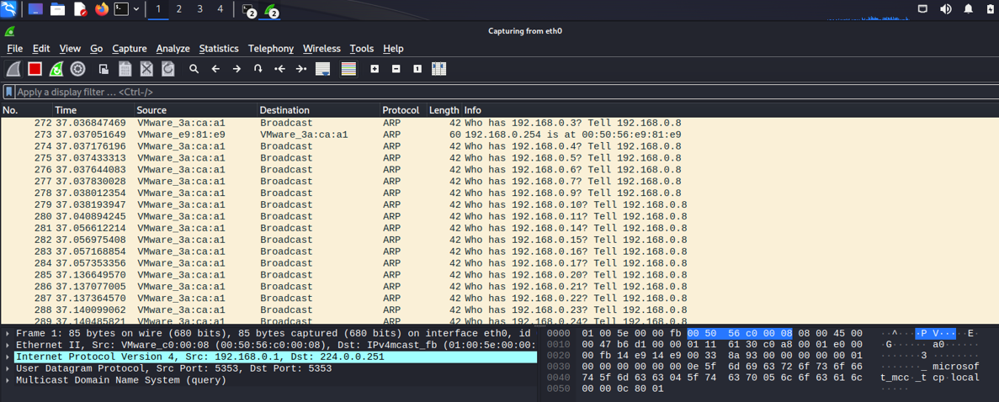 1 2 3 4 2 2
Capturing from eth0
File Edit View Go Capture Analyze Statistics Telephony Wireless Tools Help
Apply a display filter ... <Ctrl-/>
No. Time Source Destination Protocol Length Info
272 37.036847469 VMware_3a:ca:a1 Broadcast ARP 42 Who has 192.168.0.3? Tell 192.168.0.8
273 37.037051649 VMware_e9:81:e9 VMware_3a:ca:a1 ARP 60 192.168.0.254 is at 00:50:56:e9:81:e9
274 37.037176196 VMware_3a:ca:a1 Broadcast ARP 42 Who has 192.168.0.4? Tell 192.168.0.8
275 37.037433313 VMware_3a:ca:a1 Broadcast ARP 42 Who has 192.168.0.5? Tell 192.168.0.8
276 37.037644083 VMware_3a:ca:a1 Broadcast ARP 42 Who has 192.168.0.6? Tell 192.168.0.8
277 37.037830028 VMware_3a:ca:a1 Broadcast ARP 42 Who has 192.168.0.7? Tell 192.168.0.8
278 37.038012354 VMware_3a:ca:a1 Broadcast ARP 42 Who has 192.168.0.9? Tell 192.168.0.8
279 37.038193947 VMware_3a:ca:a1 Broadcast ARP 42 Who has 192.168.0.10? Tell 192.168.0.8
280 37.040894245 VMware_3a:ca:a1 Broadcast ARP 42 Who has 192.168.0.11? Tell 192.168.0.8
281 37.056612214 VMware_3a:ca:a1 Broadcast ARP 42 Who has 192.168.0.14? Tell 192.168.0.8
282 37.056975408 VMware_3a:ca:a1 Broadcast ARP 42 Who has 192.168.0.15? Tell 192.168.0.8
283 37.057168854 VMware_3a:ca:a1 Broadcast ARP 42 Who has 192.168.0.16? Tell 192.168.0.8
284 37.057353356 VMware_3a:ca:a1 Broadcast ARP 42 Who has 192.168.0.17? Tell 192.168.0.8
285 37.136649570 VMware_3a:ca:a1 Broadcast ARP 42 Who has 192.168.0.20? Tell 192.168.0.8
286 37.137077005 VMware_3a:ca:a1 Broadcast ARP 42 Who has 192.168.0.21? Tell 192.168.0.8
287 37.137364570 VMware_3a:ca:a1 Broadcast ARP 42 Who has 192.168.0.22? Tell 192.168.0.8
288 37.140099062 VMware_3a:ca:a1 Broadcast ARP 42 Who has 192.168.0.23? Tell 192.168.0.8
289 37.140485821 VMware_3a:ca:a1 Broadcast ARP 42 Who has 192.168.0.24? Tell 192.168.0.8
Frame 1: 85 bytes on wire (680 bits), 85 bytes captured (680 bits) on interface eth0, id
Ethernet II, Src: VMware_c0:00:08 (00:50:56:c0:00:08), Dst: IPv4mcast_fb (01:00:5e:00:00:
Internet Protocol Version 4, Src: 192.168.0.1, Dst: 224.0.0.251
User Datagram Protocol, Src Port: 5353, Dst Port: 5353
Multicast Domain Name System (query)
0000 01 00 5e 00 00 fb 00 50 56 c0 00 08 08 00 45 00 ··^····P V·····E·
0010 00 47 b6 d1 00 00 01 11 61 30 c0 a8 00 01 e0 00 ·G······ a0······
0020 00 fb 14 e9 14 e9 00 33 8a 93 00 00 00 00 00 01 ·······3 ········
0030 00 00 00 00 00 00 0e 5f 6d 69 63 72 6f 73 6f 66 ·······_ microsof
0040 74 5f 6d 63 63 04 5f 74 63 70 05 6c 6f 63 61 6c t_mcc·_t cp·local
0050 00 00 0c 80 01 ·····